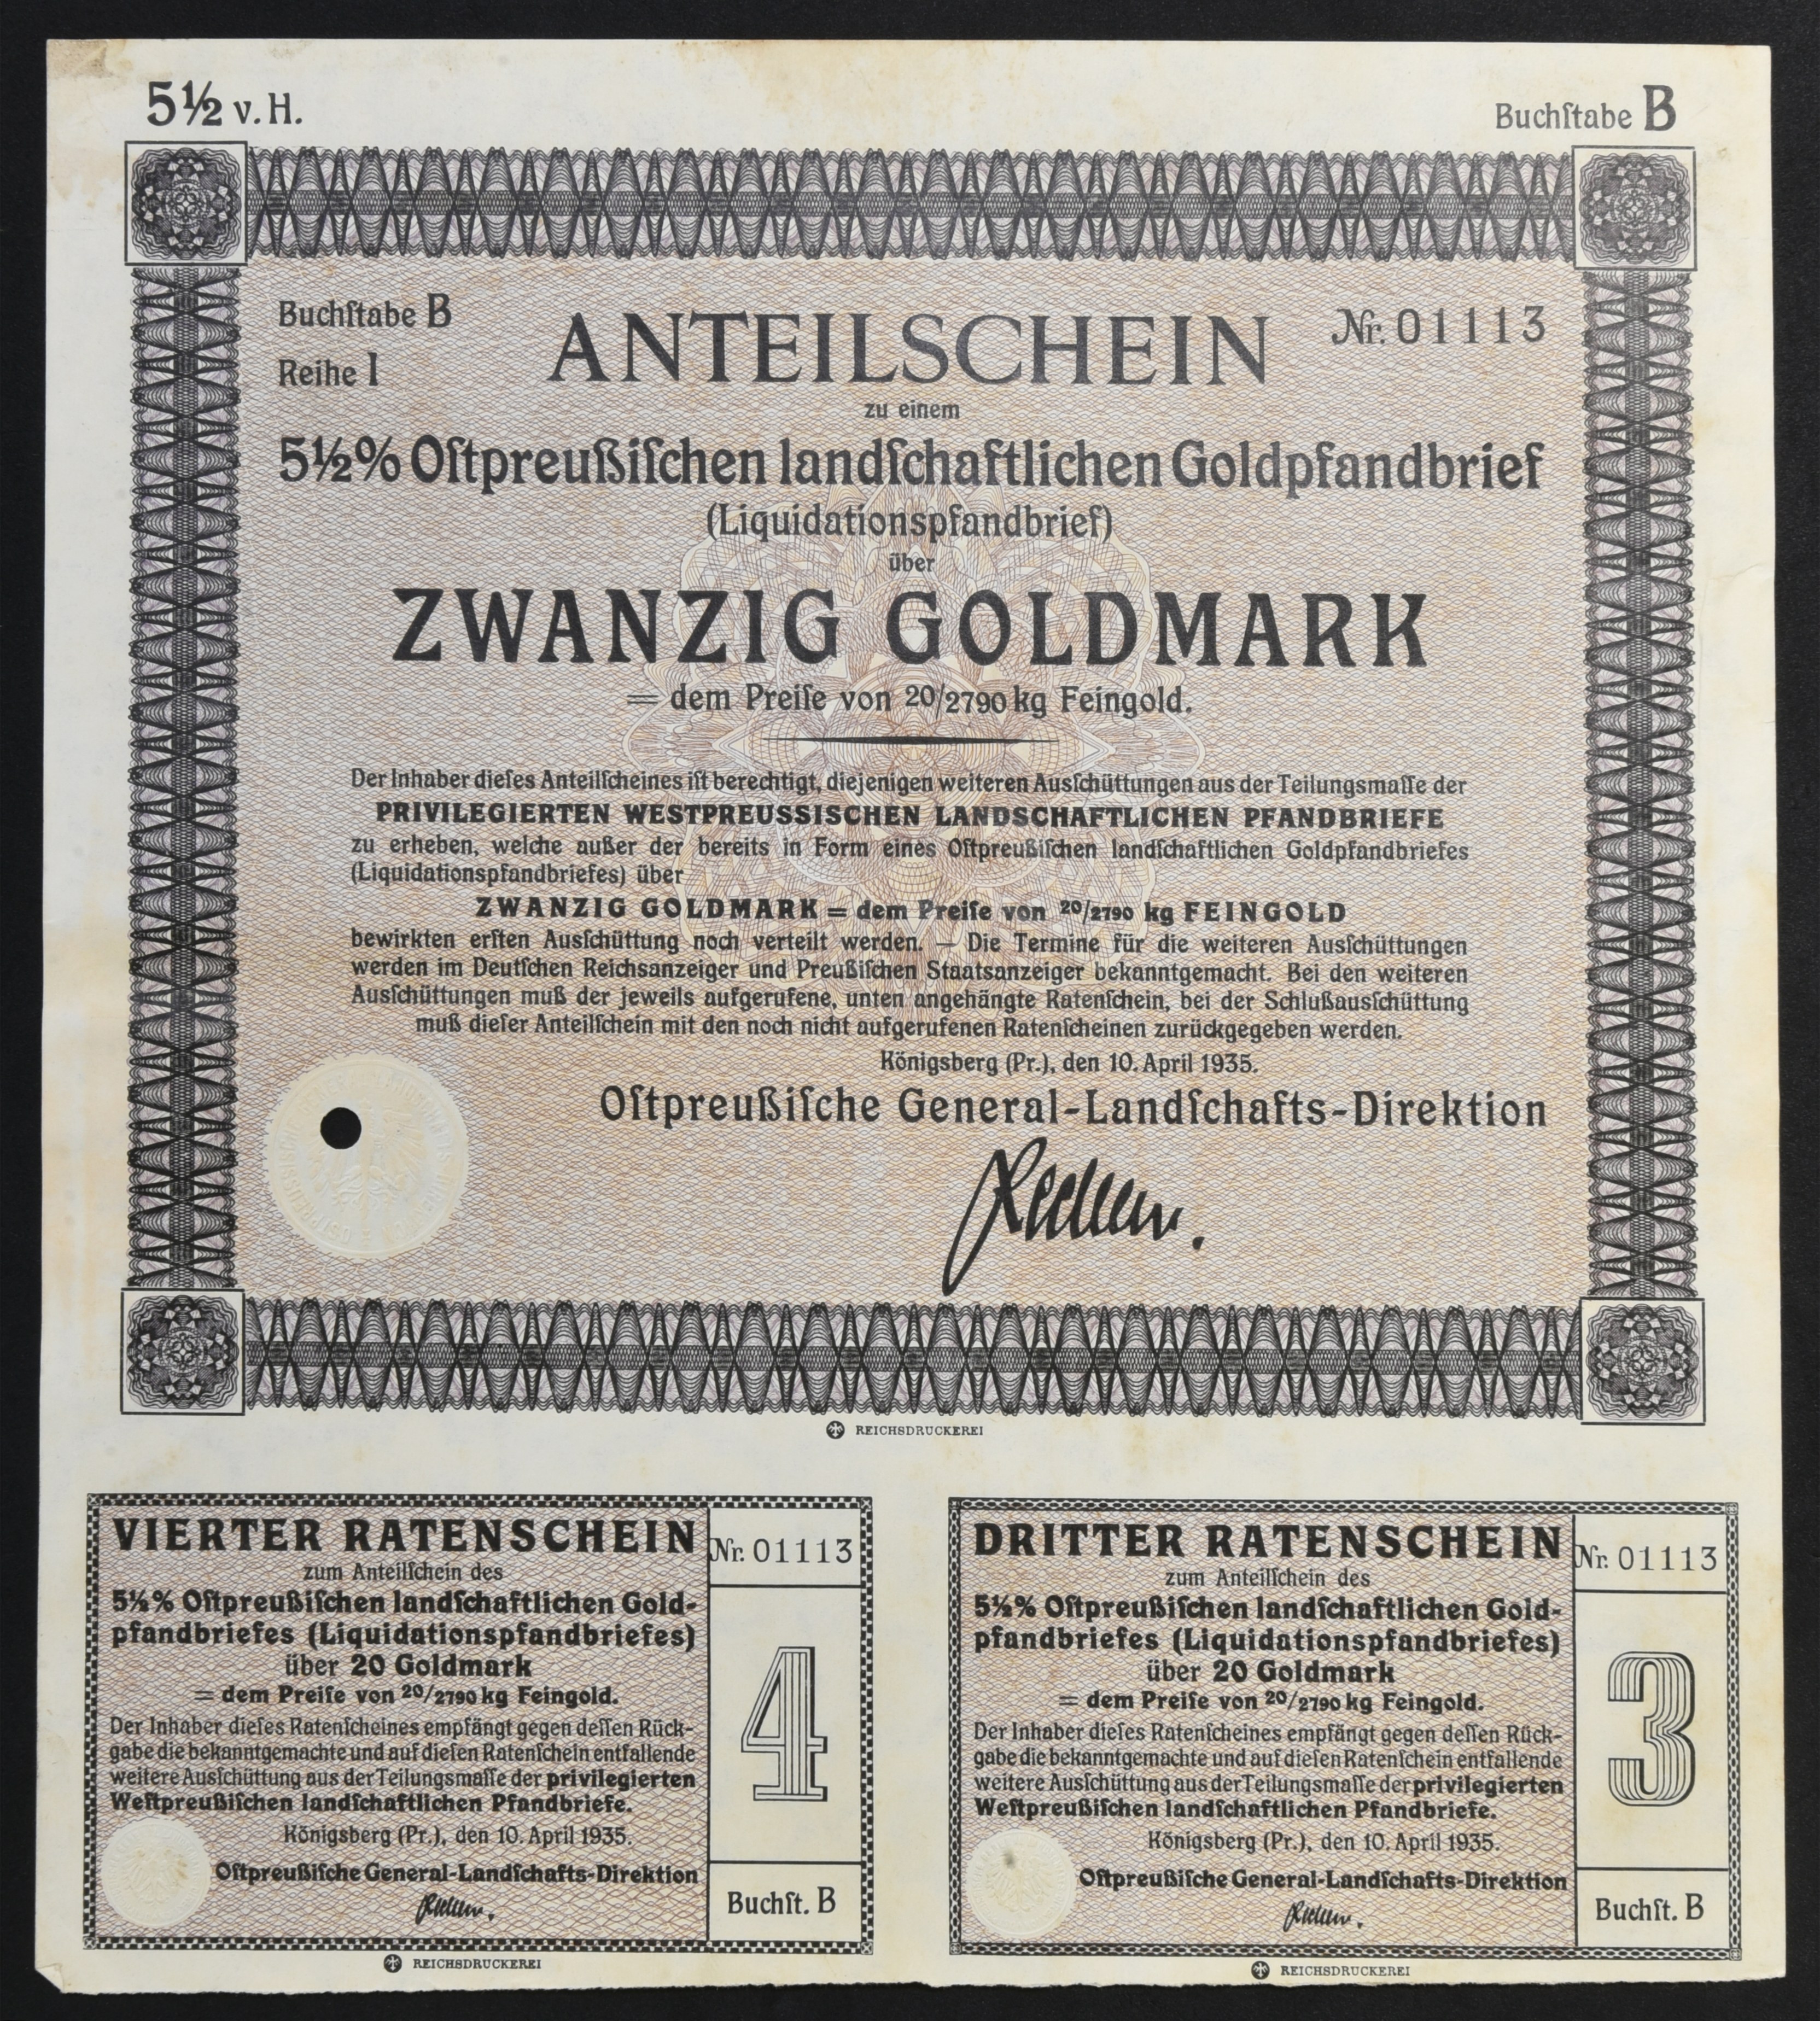 5½ v. H.
Buchſtabe B
Buchſtabe B
Reihe I
ANTEILSCHEIN
Nr. 01113
zu einem
5½% Oſtpreußiſchen landſchaftlichen Goldpfandbrief
(Liquidationspfandbrief)
über
ZWANZIG GOLDMARK
= dem Preiſe von 20/2790 kg Feingold.
Der Inhaber dieſes Anteilſcheines iſt berechtigt, diejenigen weiteren Ausſchüttungen aus der Teilungsmaſſe der
PRIVILEGIERTEN WESTPREUSSISCHEN LANDSCHAFTLICHEN PFANDBRIEFE
zu erheben, welche außer der bereits in Form eines Oſtpreußiſchen landſchaftlichen Goldpfandbriefes
(Liquidationspfandbriefes) über
ZWANZIG GOLDMARK = dem Preiſe von 20/2790 kg FEINGOLD
bewirkten erſten Ausſchüttung noch verteilt werden. — Die Termine für die weiteren Ausſchüttungen
werden im Deutſchen Reichsanzeiger und Preußiſchen Staatsanzeiger bekanntgemacht. Bei den weiteren
Ausſchüttungen muß der jeweils aufgerufene, unten angehängte Ratenſchein, bei der Schlußausſchüttung
muß dieſer Anteilſchein mit den noch nicht aufgerufenen Ratenſcheinen zurückgegeben werden.
Königsberg (Pr.), den 10. April 1935.
Oſtpreußiſche General-Landſchafts-Direktion
REICHSDRUCKEREI
VIERTER RATENSCHEIN
Nr. 01113
zum Anteilſchein des
5½% Oſtpreußiſchen landſchaftlichen Gold-
pfandbriefes (Liquidationspfandbriefes)
über 20 Goldmark
= dem Preiſe von 20/2790 kg Feingold.
Der Inhaber dieſes Ratenſcheines empfängt gegen deſſen Rück-
gabe die bekanntgemachte und auf dieſen Ratenſchein entfallende
weitere Ausſchüttung aus der Teilungsmaſſe der privilegierten
Weſtpreußiſchen landſchaftlichen Pfandbriefe.
Königsberg (Pr.), den 10. April 1935.
Oſtpreußiſche General-Landſchafts-Direktion
4
Buchſt. B
REICHSDRUCKEREI
DRITTER RATENSCHEIN
Nr. 01113
zum Anteilſchein des
5½% Oſtpreußiſchen landſchaftlichen Gold-
pfandbriefes (Liquidationspfandbriefes)
über 20 Goldmark
= dem Preiſe von 20/2790 kg Feingold.
Der Inhaber dieſes Ratenſcheines empfängt gegen deſſen Rück-
gabe die bekanntgemachte und auf dieſen Ratenſchein entfallende
weitere Ausſchüttung aus der Teilungsmaſſe der privilegierten
Weſtpreußiſchen landſchaftlichen Pfandbriefe.
Königsberg (Pr.), den 10. April 1935.
Oſtpreußiſche General-Landſchafts-Direktion
3
Buchſt. B
REICHSDRUCKEREI